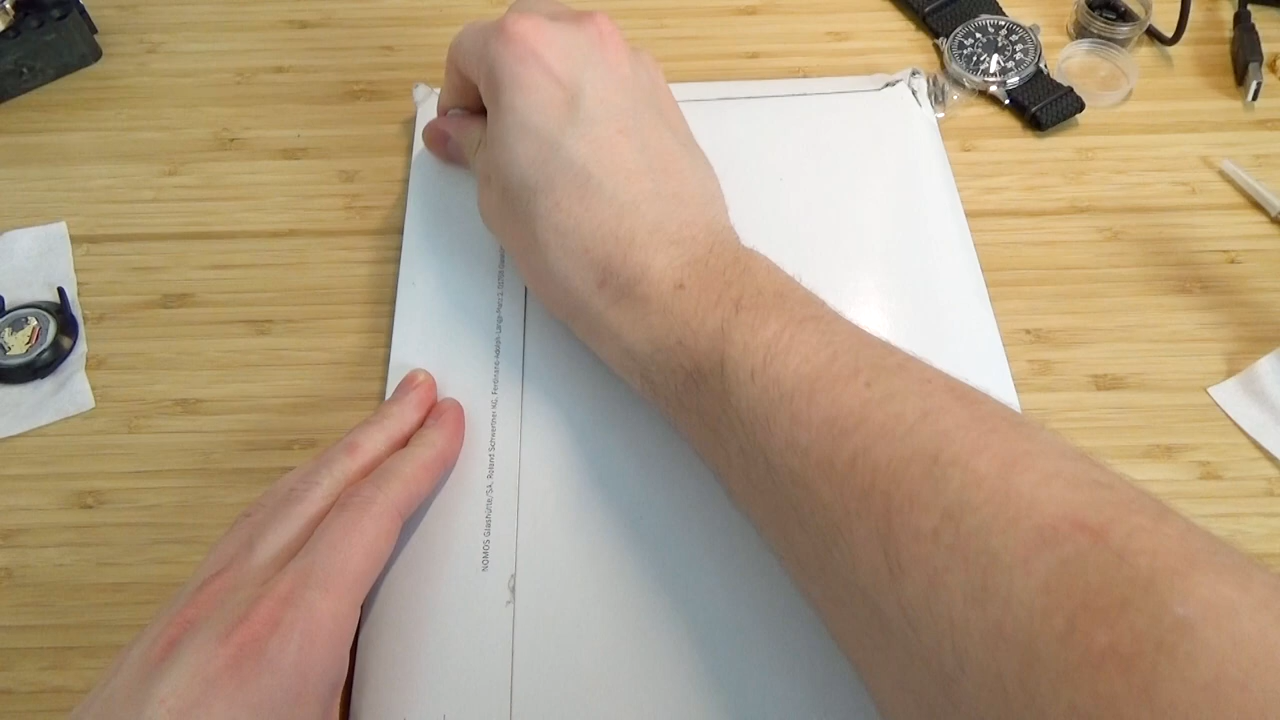 NOMOS Glashütte/SA, Roland Schwertner KG, Ferdinand-Adolph-Lange-Platz 2, 01768